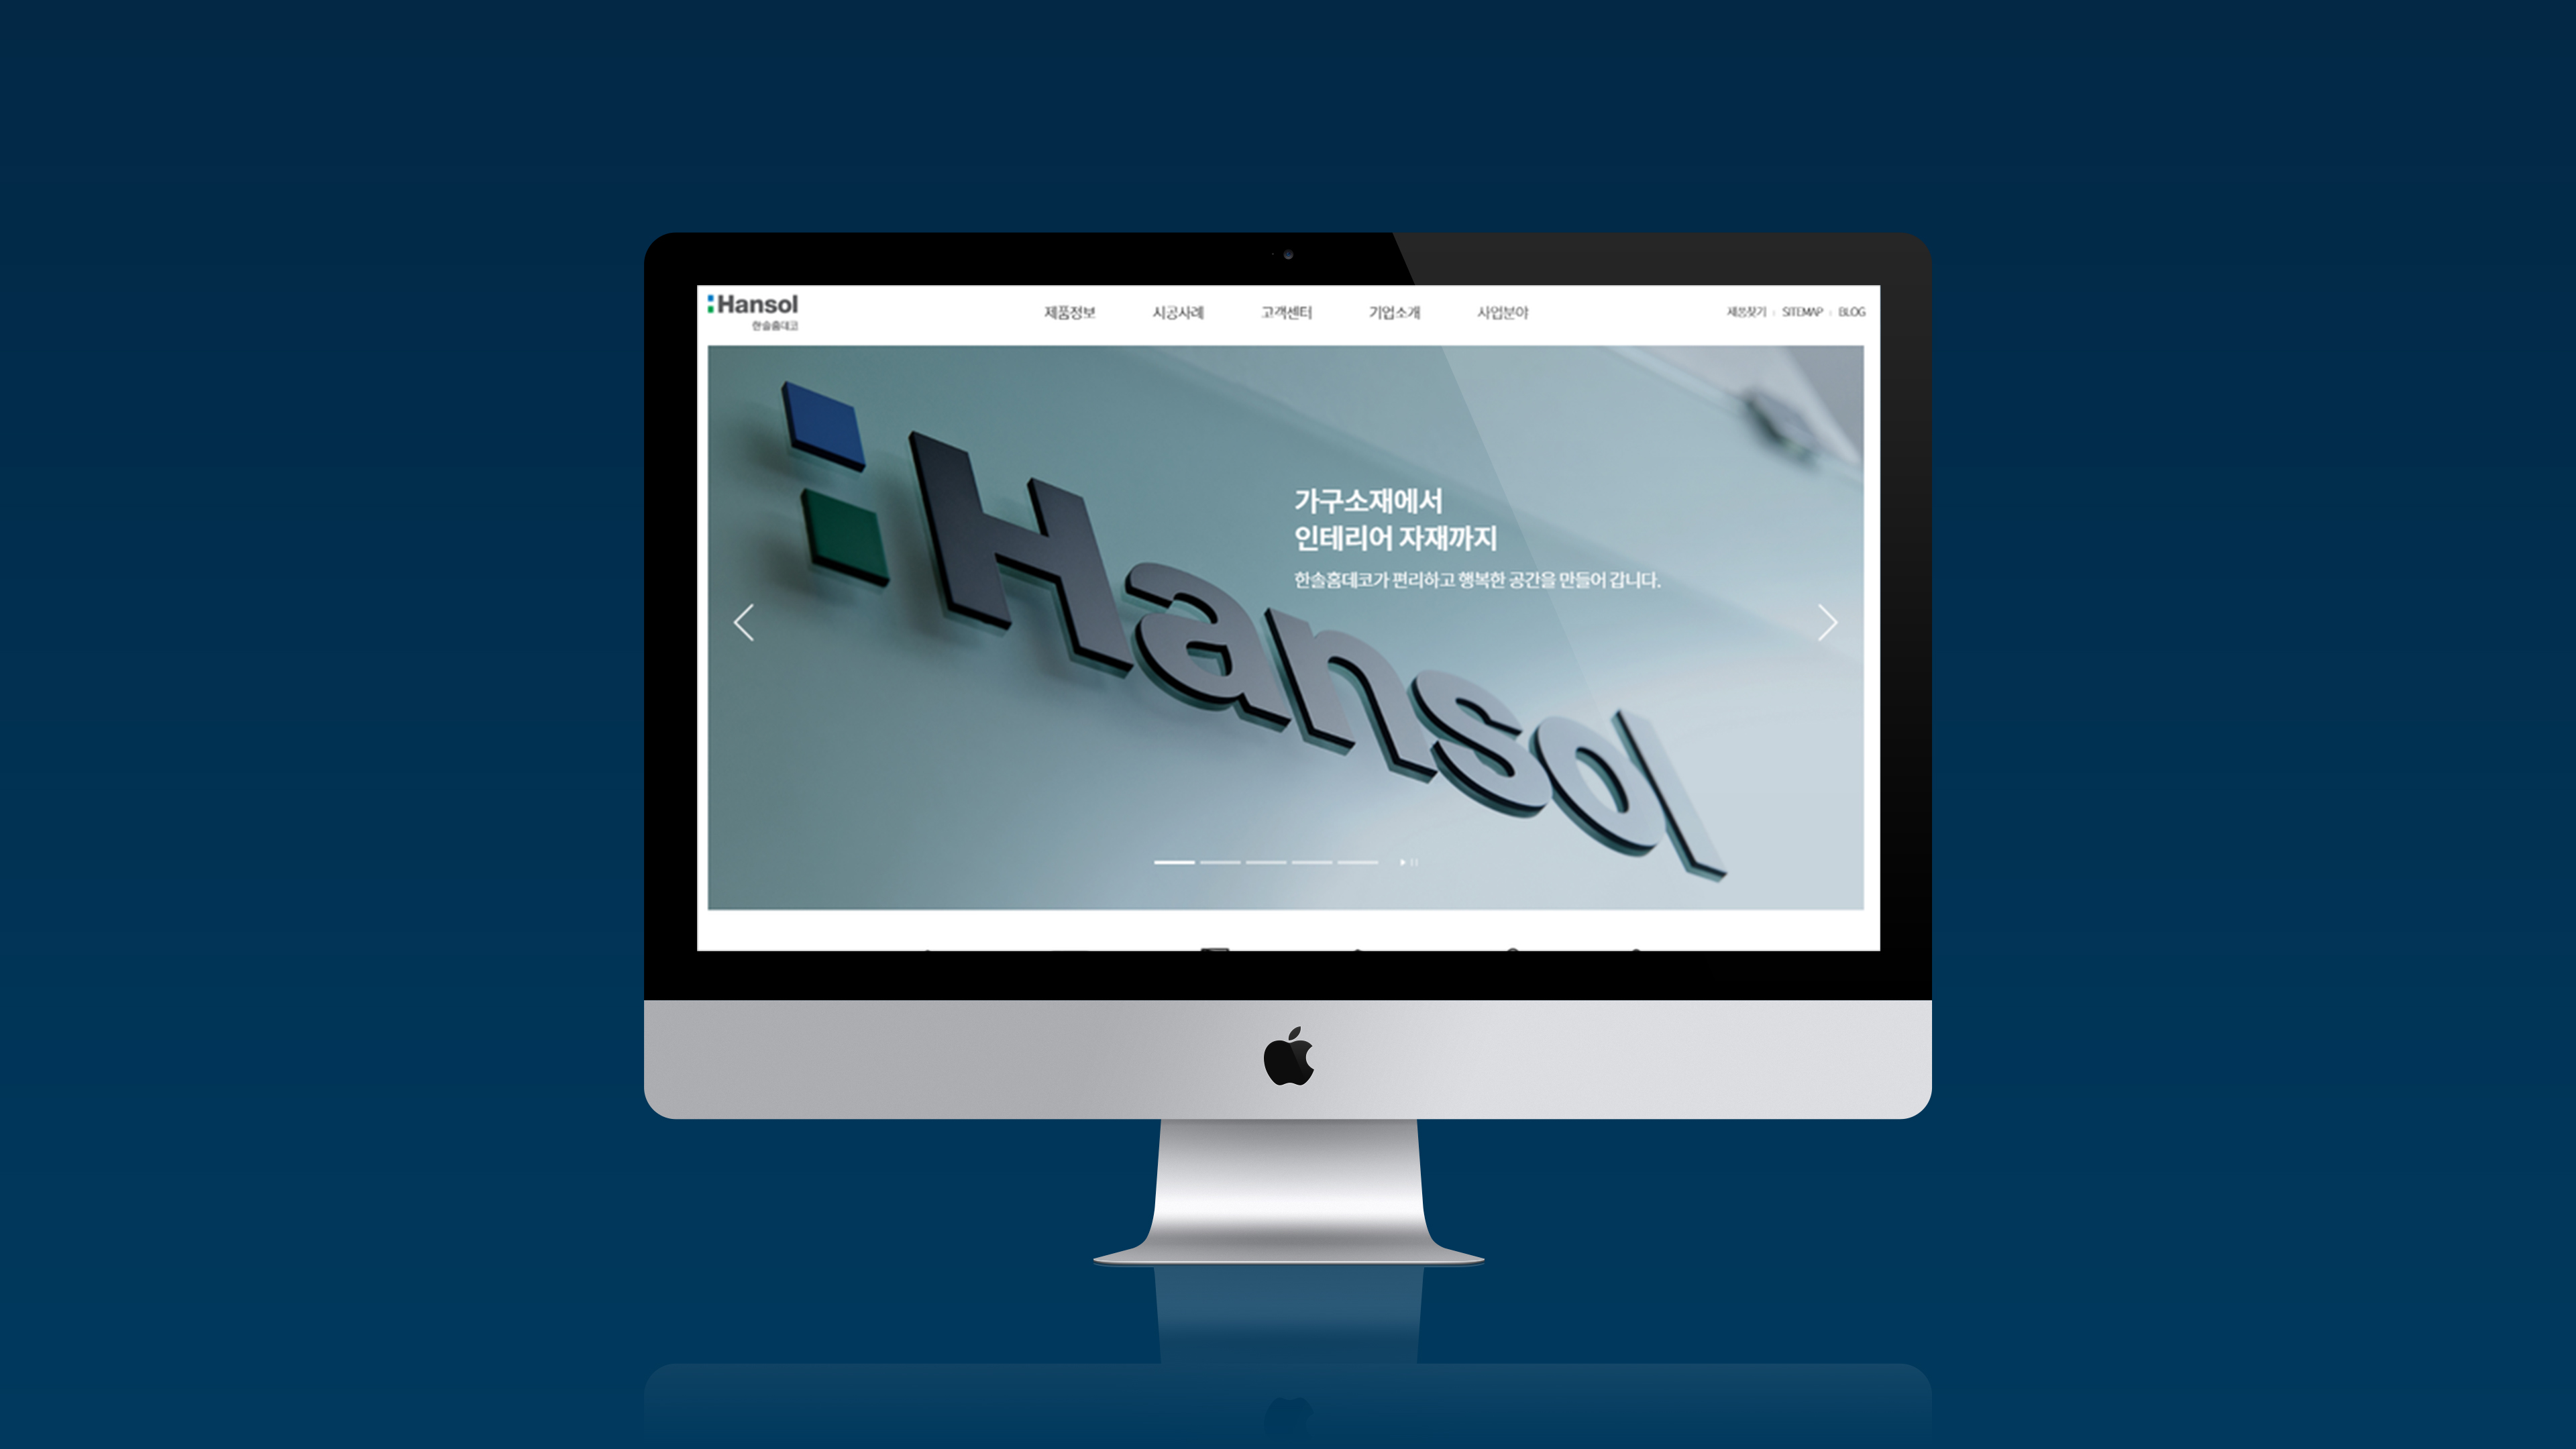 Hansol
한솔홈데코
제품정보 시공사례 고객센터 기업소개 사업분야
제품찾기 SITEMAP BLOG
Hansol
가구소재에서
인테리어 자재까지
한솔홈데코가 편리하고 행복한 공간을 만들어 갑니다.